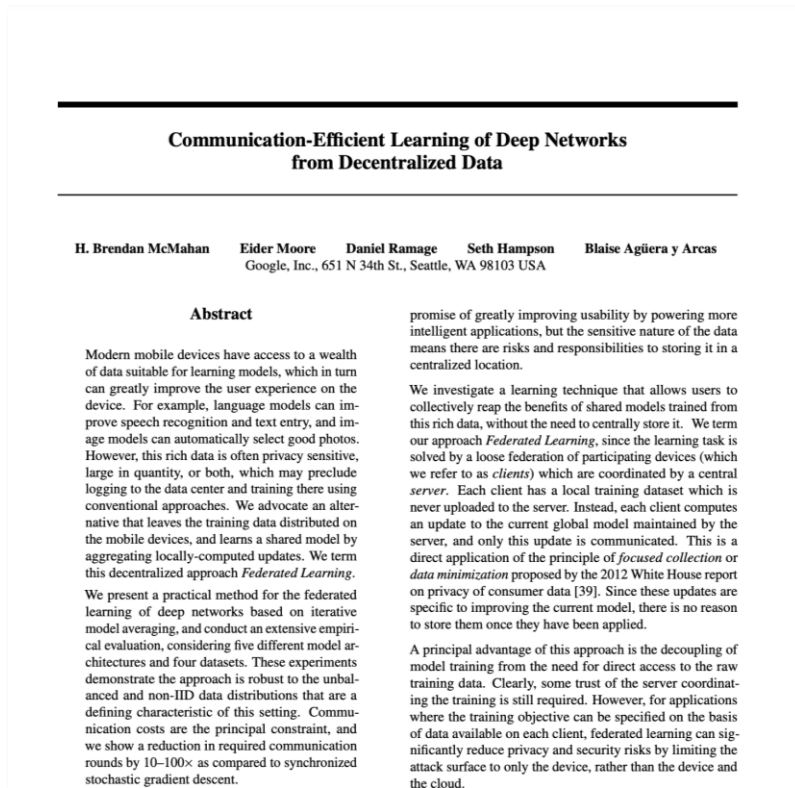 Communication-Efficient Learning of Deep Networks
from Decentralized Data
H. Brendan McMahan Eider Moore Daniel Ramage Seth Hampson Blaise Agüera y Arcas
Google, Inc., 651 N 34th St., Seattle, WA 98103 USA
Abstract
Modern mobile devices have access to a wealth
of data suitable for learning models, which in turn
can greatly improve the user experience on the
device. For example, language models can im-
prove speech recognition and text entry, and im-
age models can automatically select good photos.
However, this rich data is often privacy sensitive,
large in quantity, or both, which may preclude
logging to the data center and training there using
conventional approaches. We advocate an alter-
native that leaves the training data distributed on
the mobile devices, and learns a shared model by
aggregating locally-computed updates. We term
this decentralized approach Federated Learning.
We present a practical method for the federated
learning of deep networks based on iterative
model averaging, and conduct an extensive empiri-
cal evaluation, considering five different model ar-
chitectures and four datasets. These experiments
demonstrate the approach is robust to the unbal-
anced and non-IID data distributions that are a
defining characteristic of this setting. Commu-
nication costs are the principal constraint, and
we show a reduction in required communication
rounds by 10–100× as compared to synchronized
stochastic gradient descent.
promise of greatly improving usability by powering more
intelligent applications, but the sensitive nature of the data
means there are risks and responsibilities to storing it in a
centralized location.
We investigate a learning technique that allows users to
collectively reap the benefits of shared models trained from
this rich data, without the need to centrally store it. We term
our approach Federated Learning, since the learning task is
solved by a loose federation of participating devices (which
we refer to as clients) which are coordinated by a central
server. Each client has a local training dataset which is
never uploaded to the server. Instead, each client computes
an update to the current global model maintained by the
server, and only this update is communicated. This is a
direct application of the principle of focused collection or
data minimization proposed by the 2012 White House report
on privacy of consumer data [39]. Since these updates are
specific to improving the current model, there is no reason
to store them once they have been applied.
A principal advantage of this approach is the decoupling of
model training from the need for direct access to the raw
training data. Clearly, some trust of the server coordinat-
ing the training is still required. However, for applications
where the training objective can be specified on the basis
of data available on each client, federated learning can sig-
nificantly reduce privacy and security risks by limiting the
attack surface to only the device, rather than the device and
the cloud.